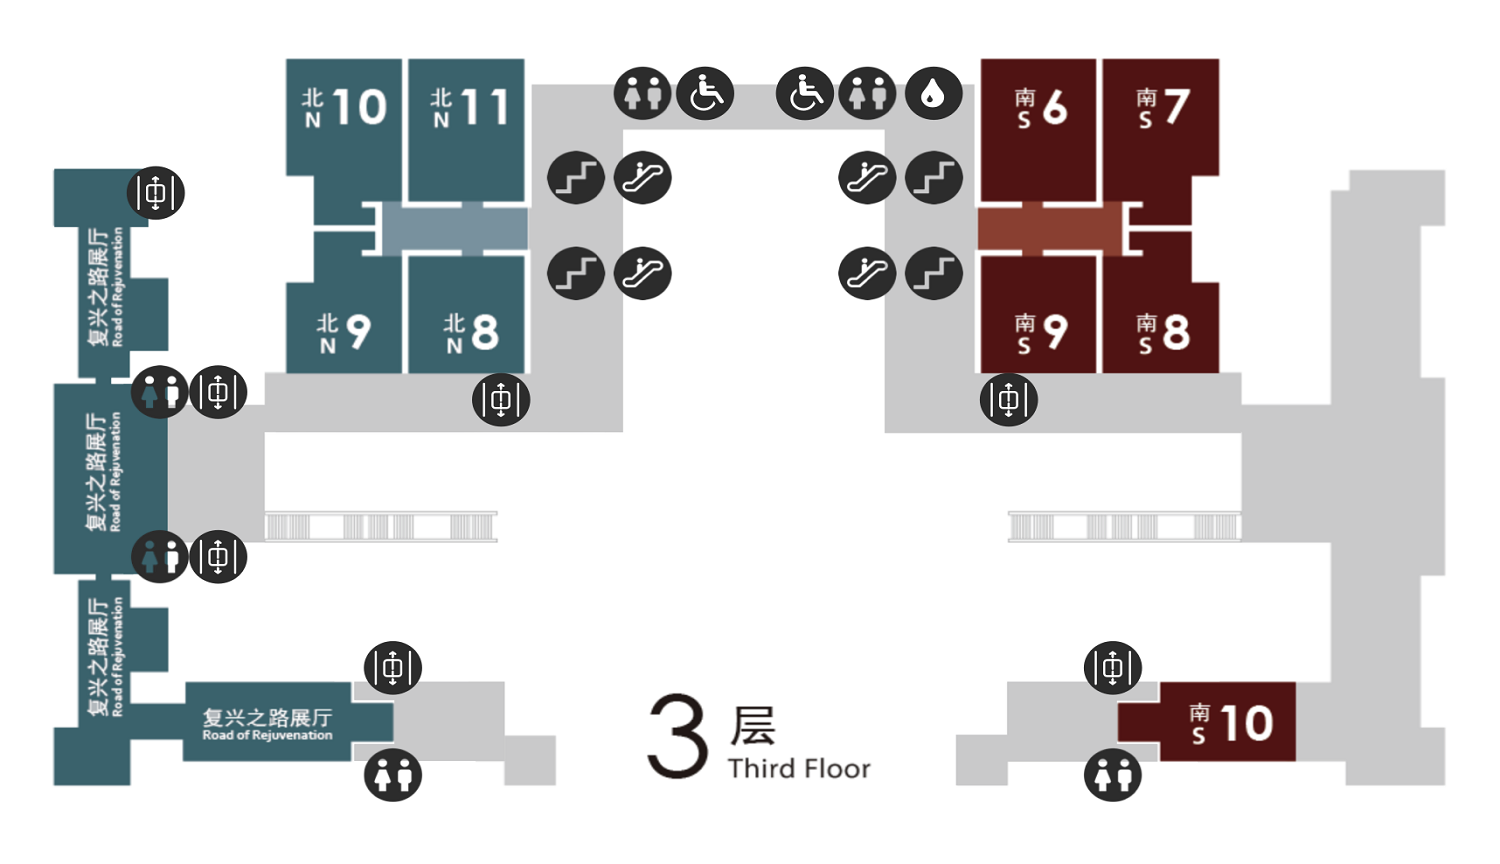 北
N 10
北
N 11
南
S 6
南
S 7
复兴之路展厅
Road of Rejuvenation
北
N 9
北
N 8
南
S 9
南
S 8
复兴之路展厅
Road of Rejuvenation
复兴之路展厅
Road of Rejuvenation
复兴之路展厅
Road of Rejuvenation
3 层
Third Floor
南
S 10